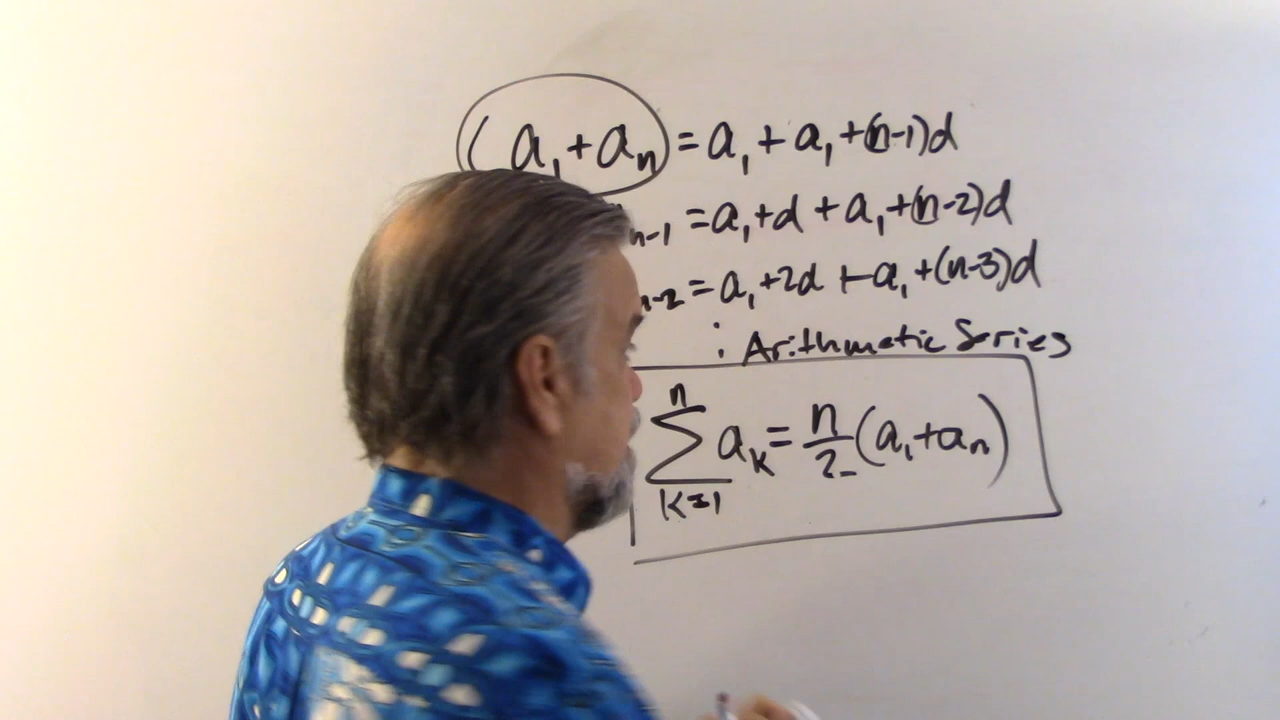 (a₁+aₙ)=a₁+a₁+(n-1)d
n-1=a₁+d+a₁+(n-2)d
n-2=a₁+2d+a₁+(n-3)d
: Arithmetic Series
n
∑ aₖ=n/2(a₁+aₙ)
k=1